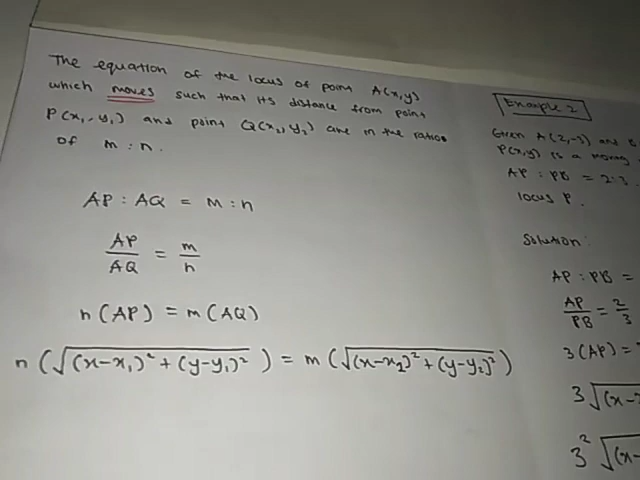 The equation of the locus of point A(x,y)
which moves such that its distance from point
P(x₁,y₁) and point Q(x₂,y₂) are in the ratios
of m : n.
AP : AQ = m : n
AP/AQ = m/n
n(AP) = m(AQ)
n(√((x-x₁)²+(y-y₁)²)) = m(√((x-x₂)²+(y-y₂)²))
Example 2
Given A(2,-3) and B
P(x,y) is a moving
AP : PB = 2:3.
locus P.
Solution:
AP : PB =
AP/PB = 2/3
3(AP) =
3√(x-
3²√(x-